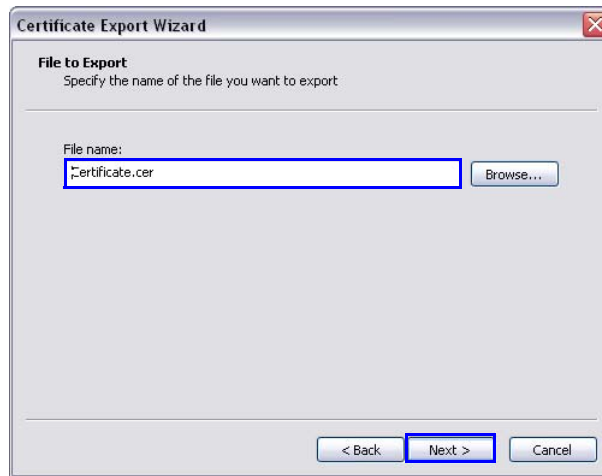 Certificate Export Wizard
File to Export
Specify the name of the file you want to export
File name:
Certificate.cer
Browse...
< Back
Next >
Cancel